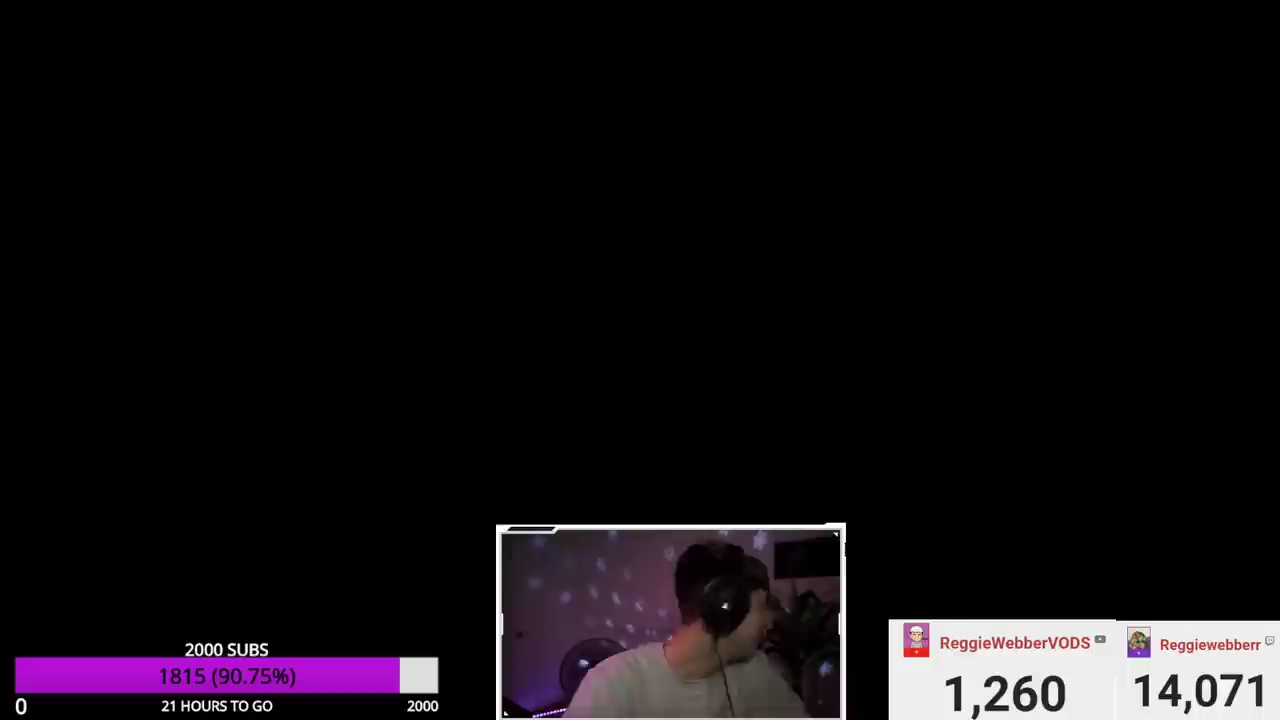 2000 SUBS
1815 (90.75%)
0
21 HOURS TO GO
2000
ReggieWebberVODS
1,260
Reggiewebberr
14,071